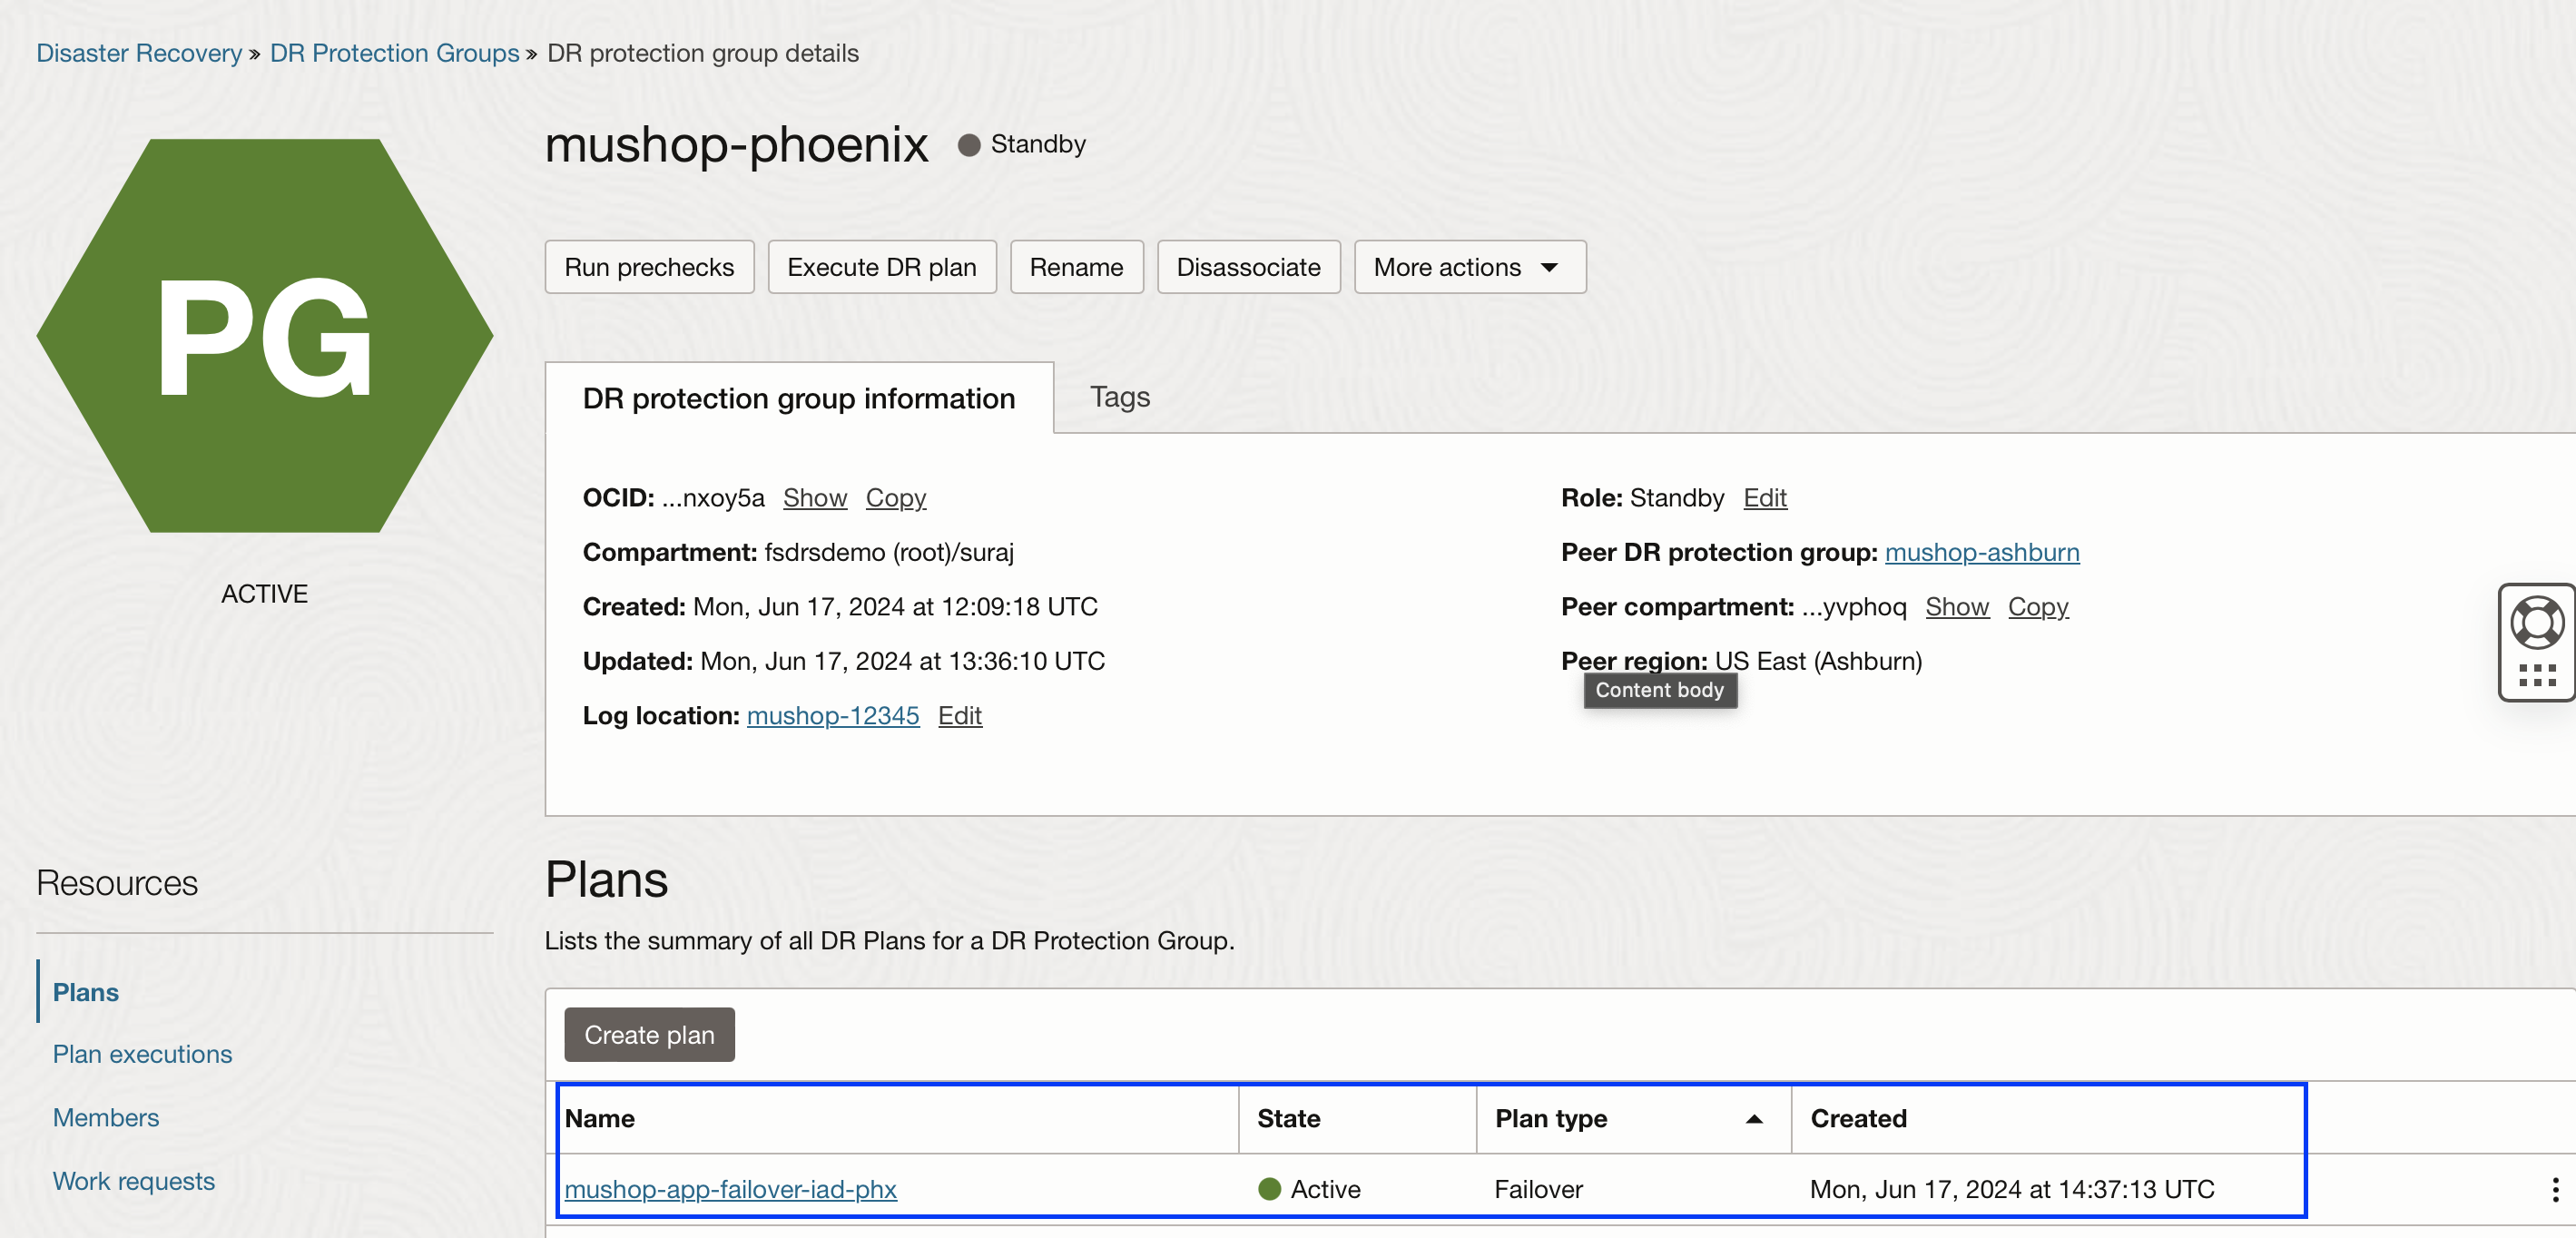 Disaster Recovery » DR Protection Groups » DR protection group details
PG
ACTIVE
mushop-phoenix Standby
Run prechecks Execute DR plan Rename Disassociate More actions
DR protection group information Tags
OCID: ...nxoy5a Show Copy
Compartment: fsdrsdemo (root)/suraj
Created: Mon, Jun 17, 2024 at 12:09:18 UTC
Updated: Mon, Jun 17, 2024 at 13:36:10 UTC
Log location: mushop-12345 Edit
Role: Standby Edit
Peer DR protection group: mushop-ashburn
Peer compartment: ...yvphoq Show Copy
Peer region: US East (Ashburn)
Content body
Resources
Plans
Plan executions
Members
Work requests
Plans
Lists the summary of all DR Plans for a DR Protection Group.
Create plan
Name State Plan type Created
mushop-app-failover-iad-phx Active Failover Mon, Jun 17, 2024 at 14:37:13 UTC